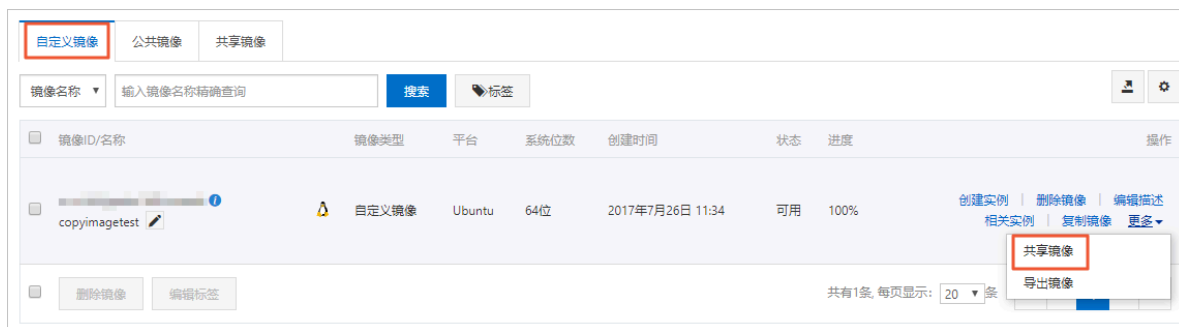 自定义镜像 公共镜像 共享镜像
镜像名称 输入镜像名称精确查询 搜索 标签
镜像ID/名称 镜像类型 平台 系统位数 创建时间 状态 进度 操作
创建实例 | 删除镜像 | 编辑描述
copyimagetest 自定义镜像 Ubuntu 64位 2017年7月26日 11:34 可用 100% 相关实例 | 复制镜像 更多
共享镜像
导出镜像
删除镜像 编辑标签 共有1条, 每页显示: 20 条